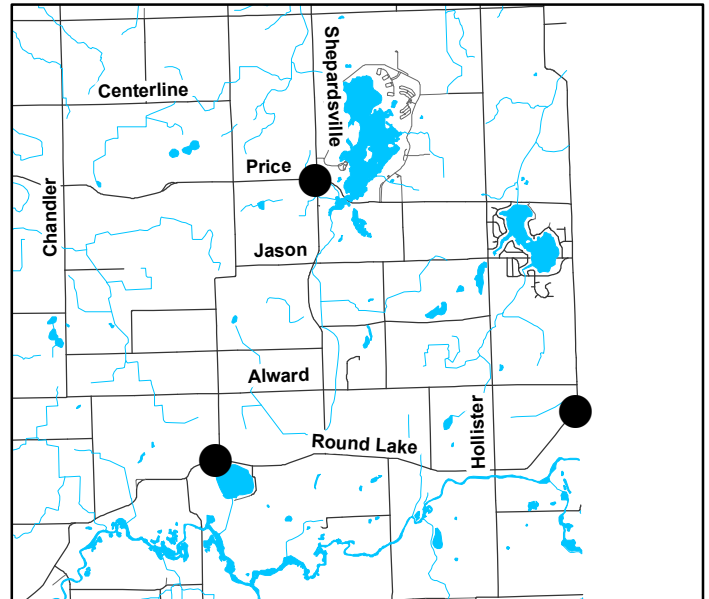 Shepardsville
Centerline
Price
Chandler
Jason
Alward
Hollister
Round Lake